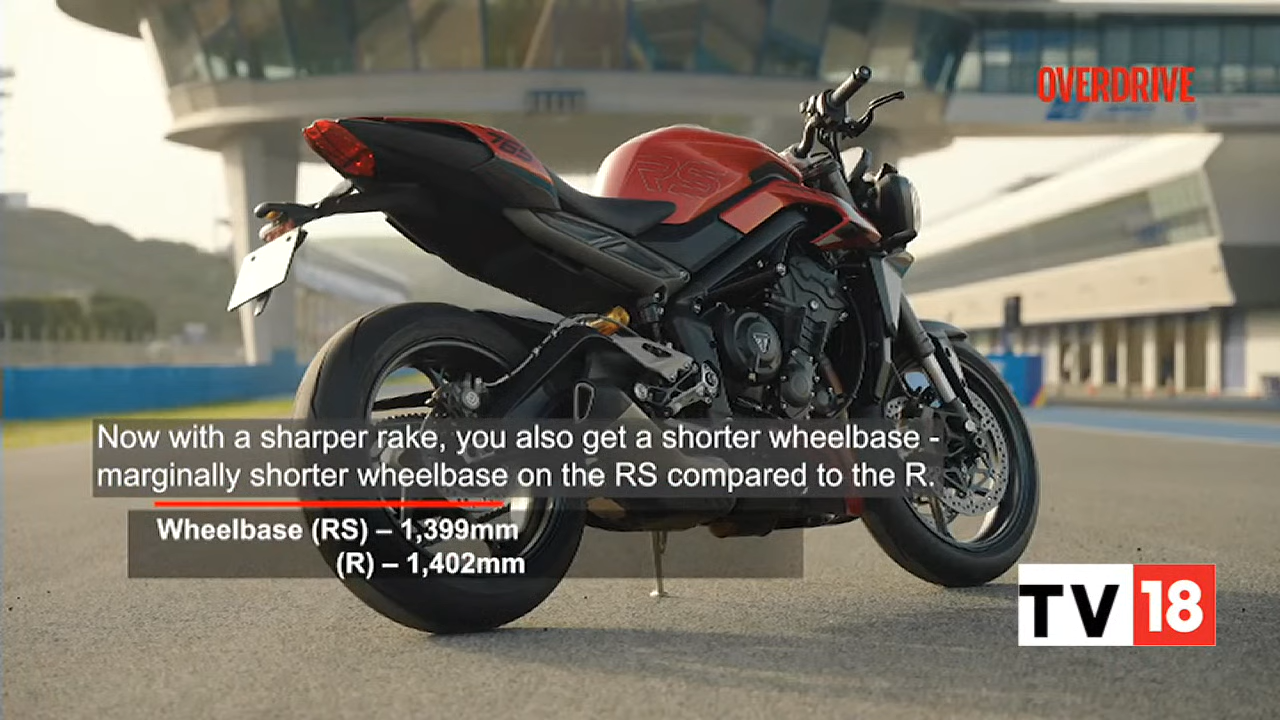 OVERDRIVE
765
RS
Now with a sharper rake, you also get a shorter wheelbase -
marginally shorter wheelbase on the RS compared to the R.
Wheelbase (RS) – 1,399mm
(R) – 1,402mm
TV18